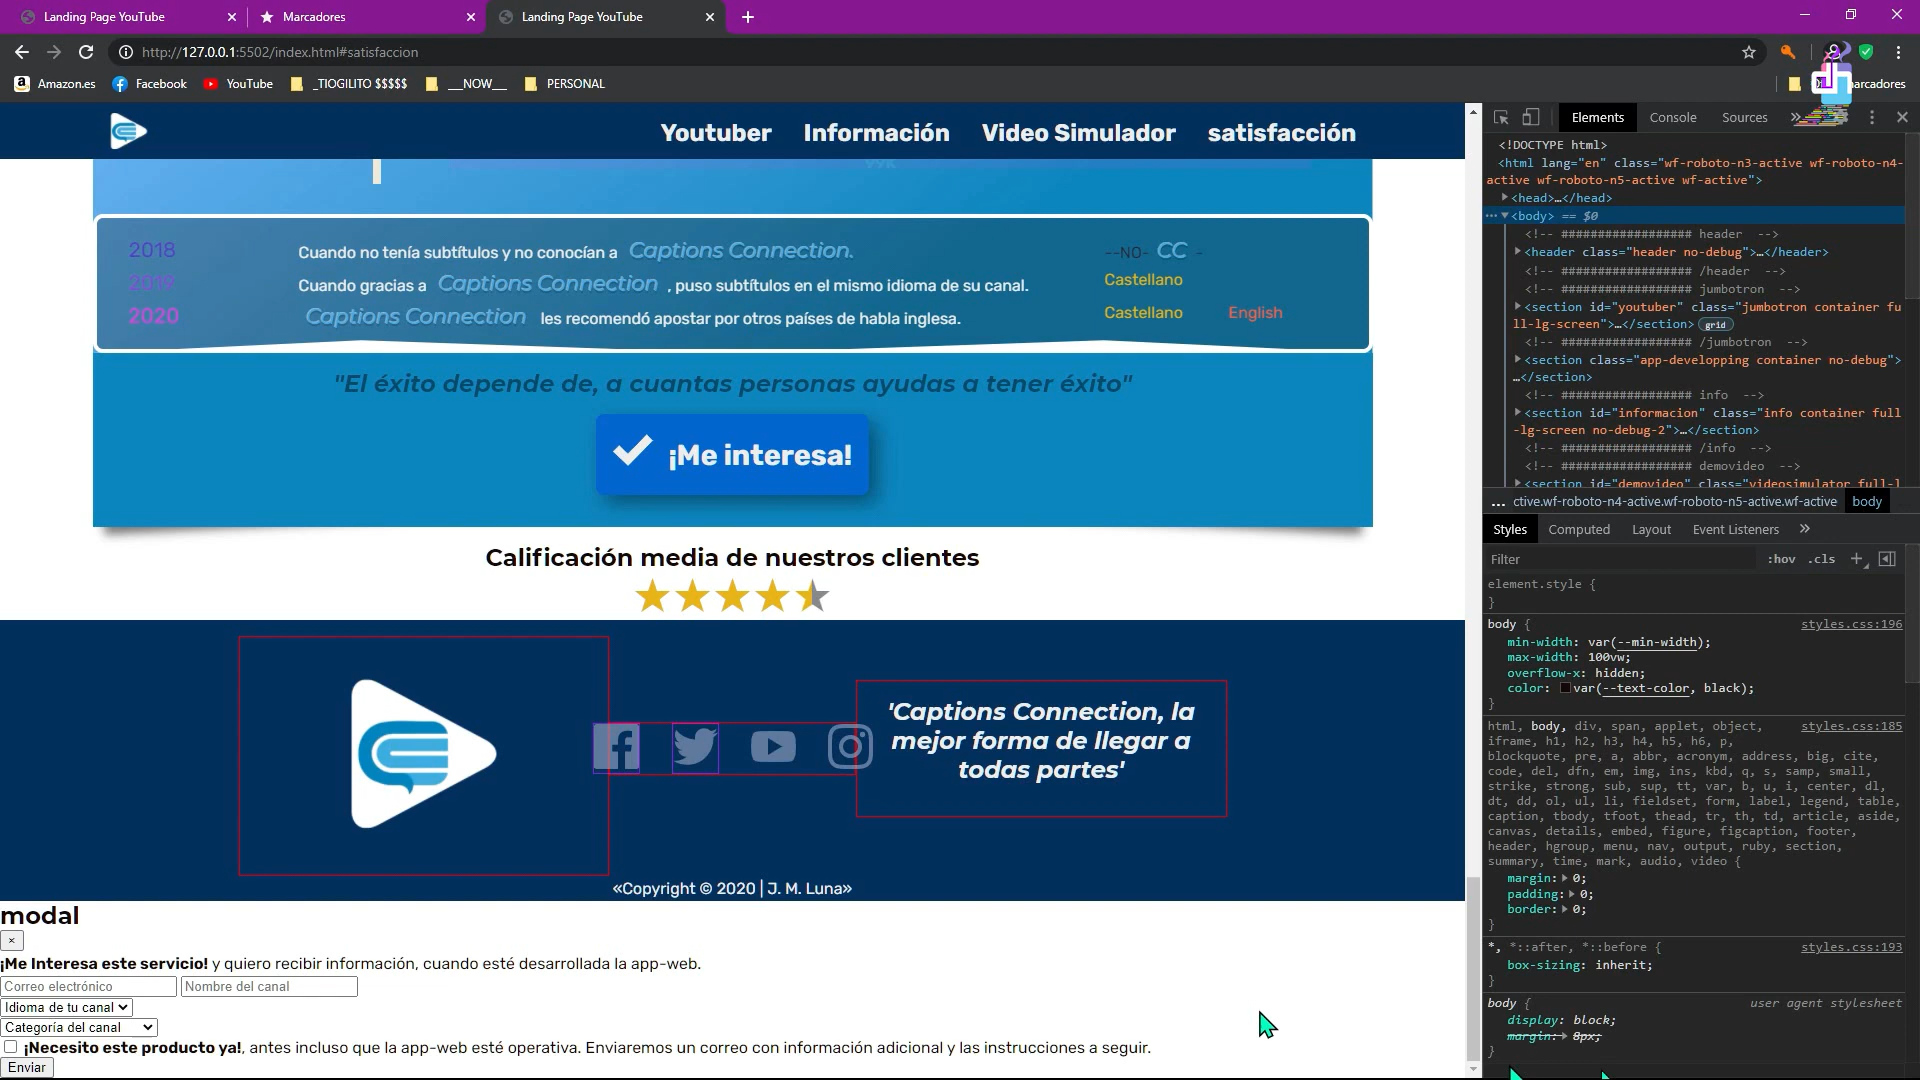 Landing Page YouTube
Marcadores
Landing Page YouTube
http://127.0.0.1:5502/index.html#satisfaccion
Amazon.es
Facebook
YouTube
_TIOGILITO $$$$$
__NOW__
PERSONAL
marcadores
Youtuber
Información
Video Simulador
satisfacción
2018 Cuando no tenía subtítulos y no conocían a Captions Connection. --NO- CC -
2019 Cuando gracias a Captions Connection , puso subtítulos en el mismo idioma de su canal. Castellano
2020 Captions Connection les recomendó apostar por otros países de habla inglesa. Castellano English
"El éxito depende de, a cuantas personas ayudas a tener éxito"
¡Me interesa!
Calificación media de nuestros clientes
'Captions Connection, la
mejor forma de llegar a
todas partes'
«Copyright © 2020 | J. M. Luna»
modal
×
¡Me Interesa este servicio! y quiero recibir información, cuando esté desarrollada la app-web.
Correo electrónico
Nombre del canal
Idioma de tu canal
Categoría del canal
¡Necesito este producto ya!, antes incluso que la app-web esté operativa. Enviaremos un correo con información adicional y las instrucciones a seguir.
Enviar
Elements
Console
Sources
<!DOCTYPE html>
<html lang="en" class="wf-roboto-n3-active wf-roboto-n4-
active wf-roboto-n5-active wf-active">
<head>…</head>
<body> == $0
<!-- ################## header -->
<header class="header no-debug">…</header>
<!-- ################## /header -->
<!-- ################## jumbotron -->
<section id="youtuber" class="jumbotron container fu
ll-lg-screen">…</section> grid
<!-- ################## /jumbotron -->
<section class="app-developping container no-debug">
…</section>
<!-- ################## info -->
<section id="informacion" class="info container full
-lg-screen no-debug-2">…</section>
<!-- ################## /info -->
<!-- ################## demovideo -->
<section id="demovideo" class="videosimulator full-l
... ctive.wf-roboto-n4-active.wf-roboto-n5-active.wf-active body
Styles
Computed
Layout
Event Listeners
Filter
:hov .cls
element.style {
}
body { styles.css:196
min-width: var(--min-width);
max-width: 100vw;
overflow-x: hidden;
color: var(--text-color, black);
}
html, body, div, span, applet, object, styles.css:185
iframe, h1, h2, h3, h4, h5, h6, p,
blockquote, pre, a, abbr, acronym, address, big, cite,
code, del, dfn, em, img, ins, kbd, q, s, samp, small,
strike, strong, sub, sup, tt, var, b, u, i, center, dl,
dt, dd, ol, ul, li, fieldset, form, label, legend, table,
caption, tbody, tfoot, thead, tr, th, td, article, aside,
canvas, details, embed, figure, figcaption, footer,
header, hgroup, menu, nav, output, ruby, section,
summary, time, mark, audio, video {
margin: 0;
padding: 0;
border: 0;
}
*, *::after, *::before { styles.css:193
box-sizing: inherit;
}
body { user agent stylesheet
display: block;
margin: 8px;
}